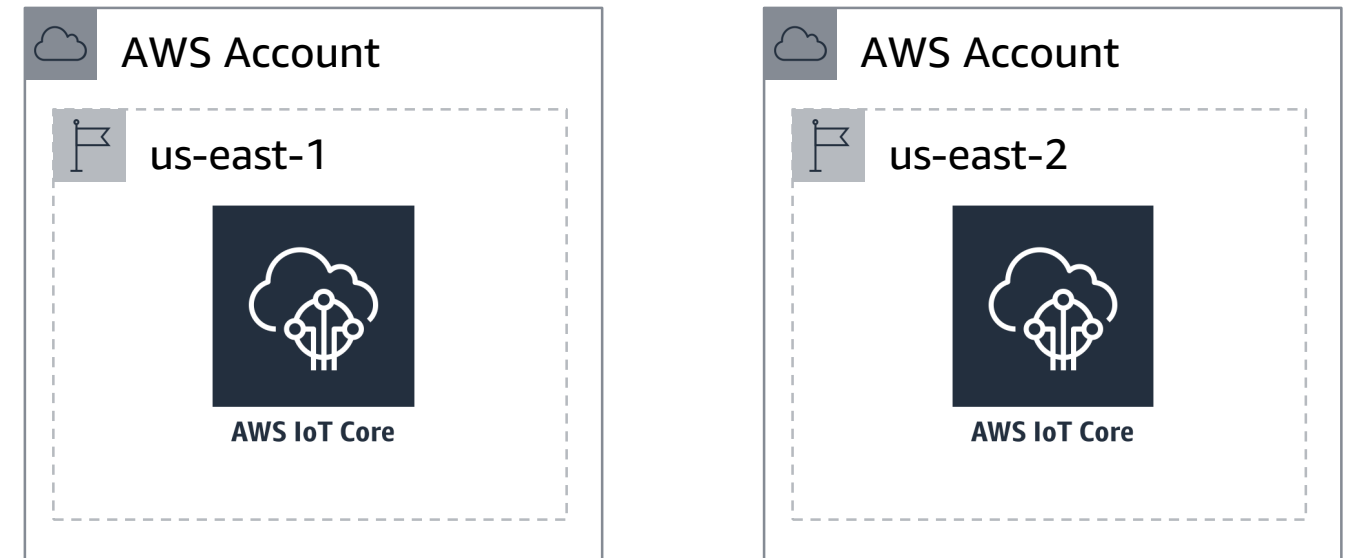 AWS Account
us-east-1
AWS IoT Core
AWS Account
us-east-2
AWS IoT Core